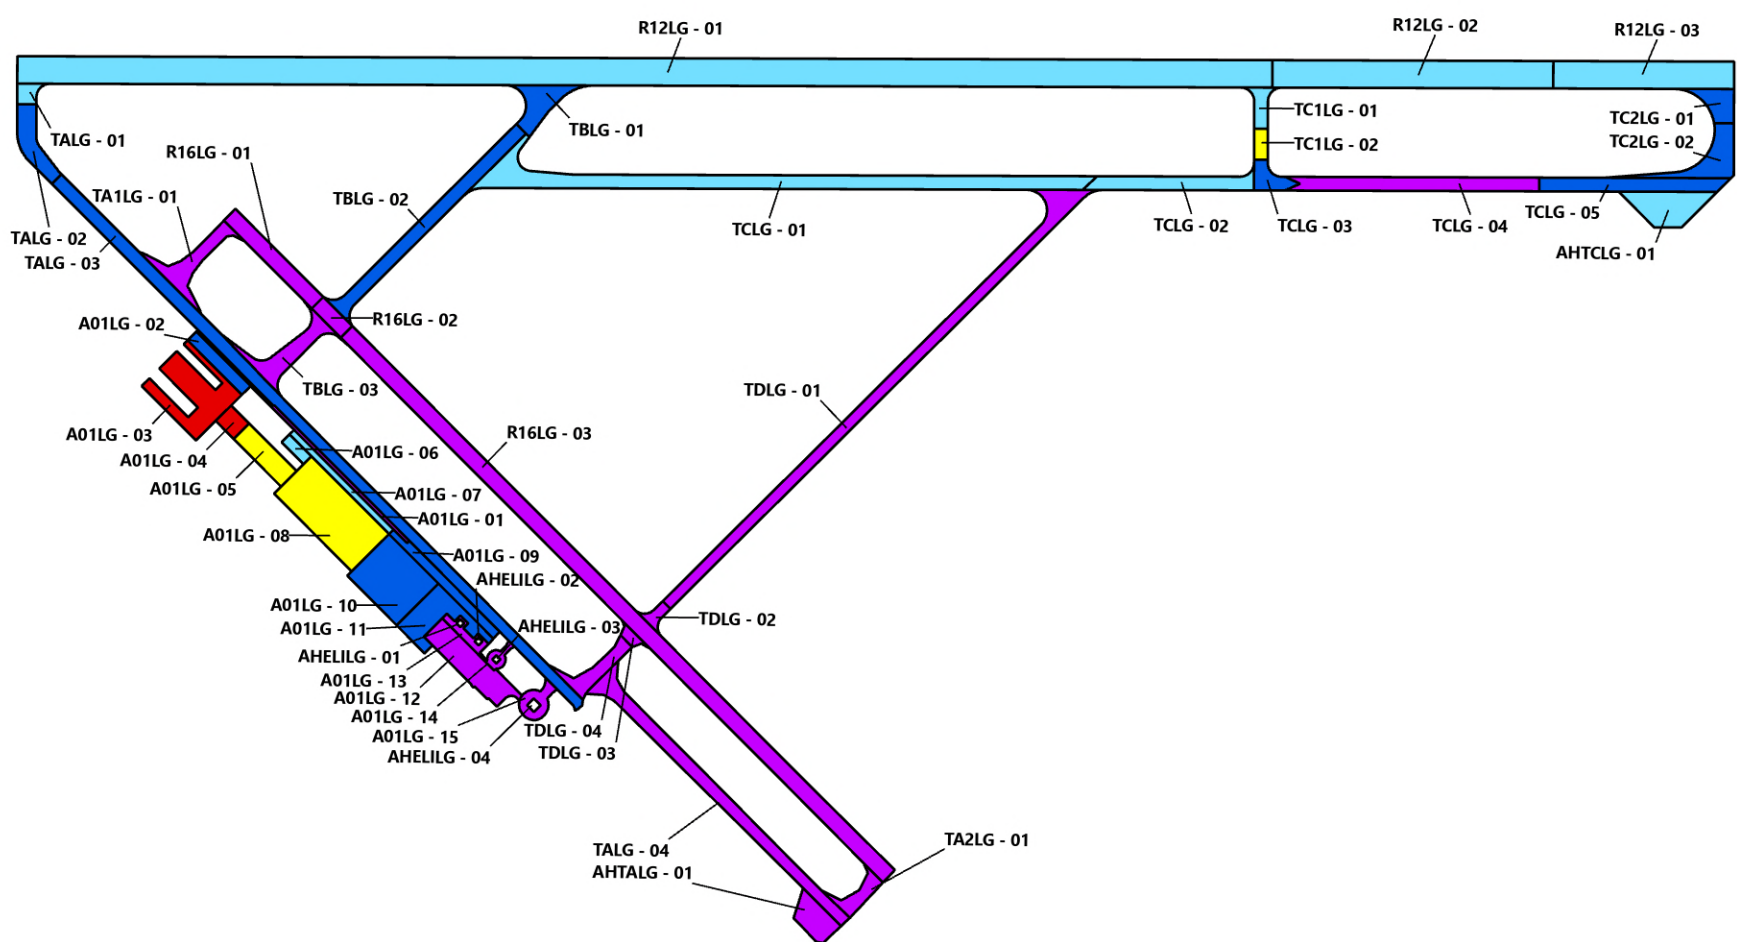 R12LG - 01
R12LG - 02
R12LG - 03
TALG - 01
R16LG - 01
TBLG - 01
TC1LG - 01
TC1LG - 02
TC2LG - 01
TC2LG - 02
TA1LG - 01
TBLG - 02
TCLG - 01
TCLG - 02
TCLG - 03
TCLG - 04
TCLG - 05
AHTCLG - 01
TALG - 02
TALG - 03
A01LG - 02
R16LG - 02
TBLG - 03
TDLG - 01
A01LG - 03
A01LG - 04
A01LG - 05
R16LG - 03
A01LG - 06
A01LG - 07
A01LG - 01
A01LG - 08
A01LG - 09
AHELILG - 02
A01LG - 10
A01LG - 11
AHELILG - 03
TDLG - 02
AHELILG - 01
A01LG - 13
A01LG - 12
A01LG - 14
A01LG - 15
AHELILG - 04
TDLG - 04
TDLG - 03
TALG - 04
AHTALG - 01
TA2LG - 01